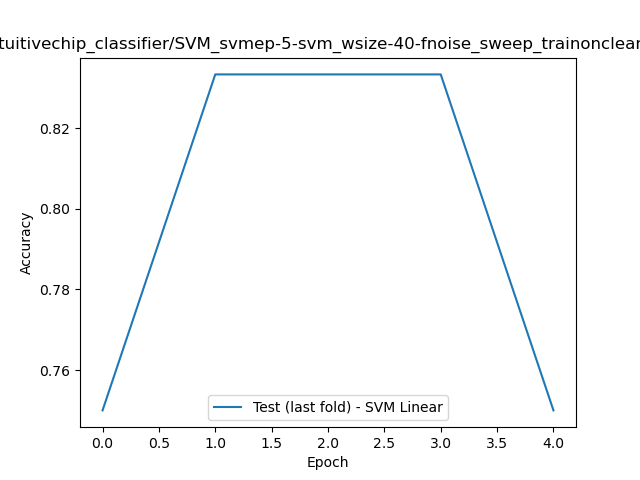 tuitivechip_classifier/SVM_svmep-5-svm_wsize-40-fnoise_sweep_trainonclear
0.82
0.80
0.78
0.76
Accuracy
Test (last fold) - SVM Linear
0.0 0.5 1.0 1.5 2.0 2.5 3.0 3.5 4.0
Epoch